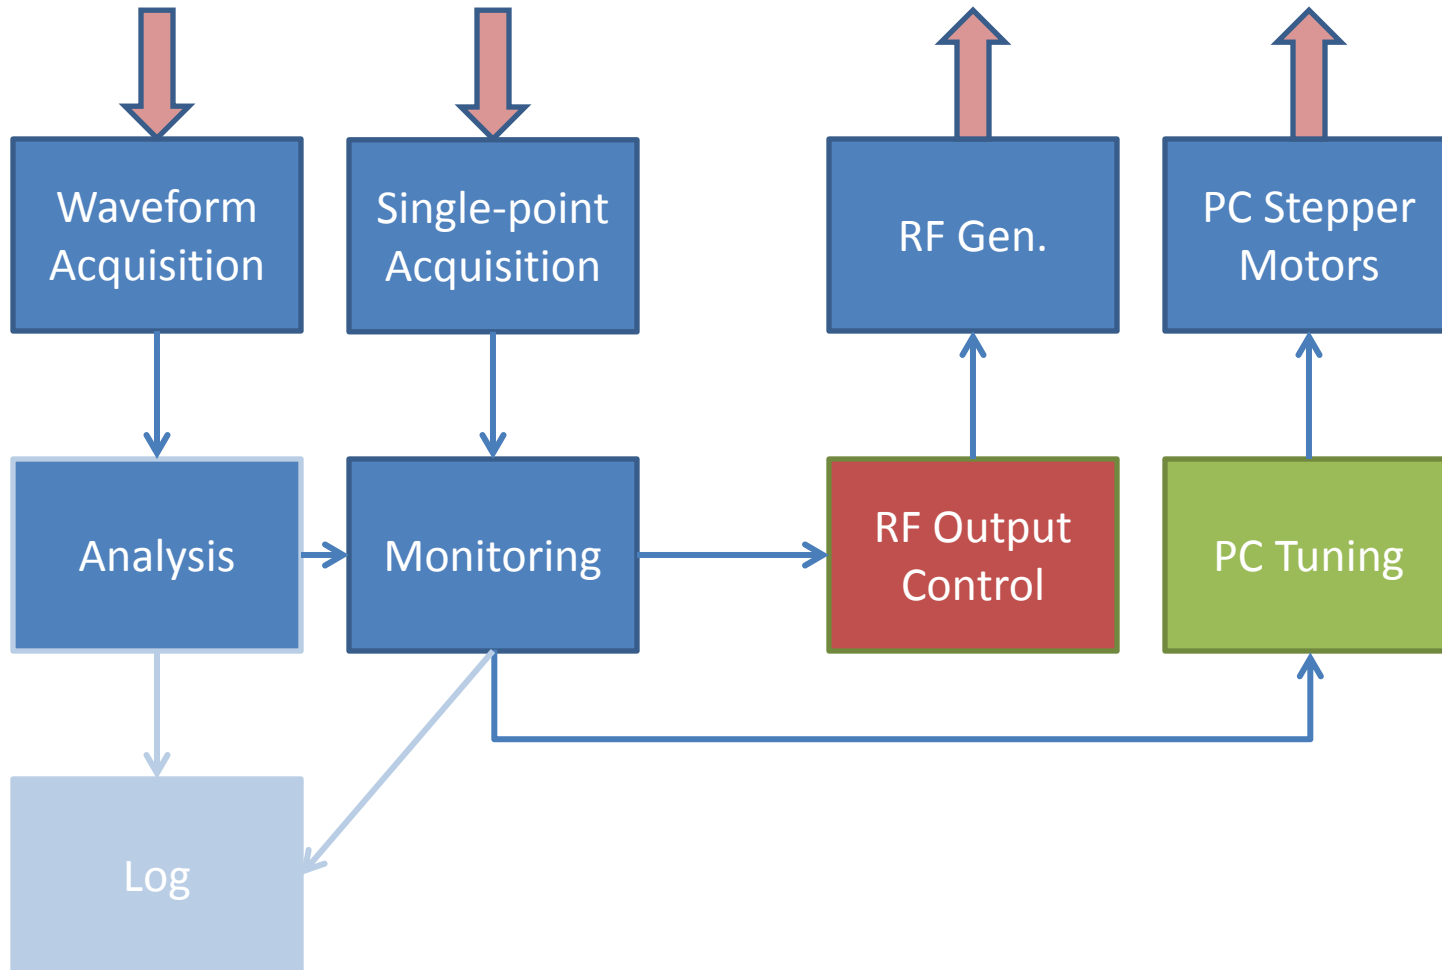 Waveform
Acquisition
Single-point
Acquisition
RF Gen.
PC Stepper
Motors
Analysis
Monitoring
RF Output
Control
PC Tuning
Log